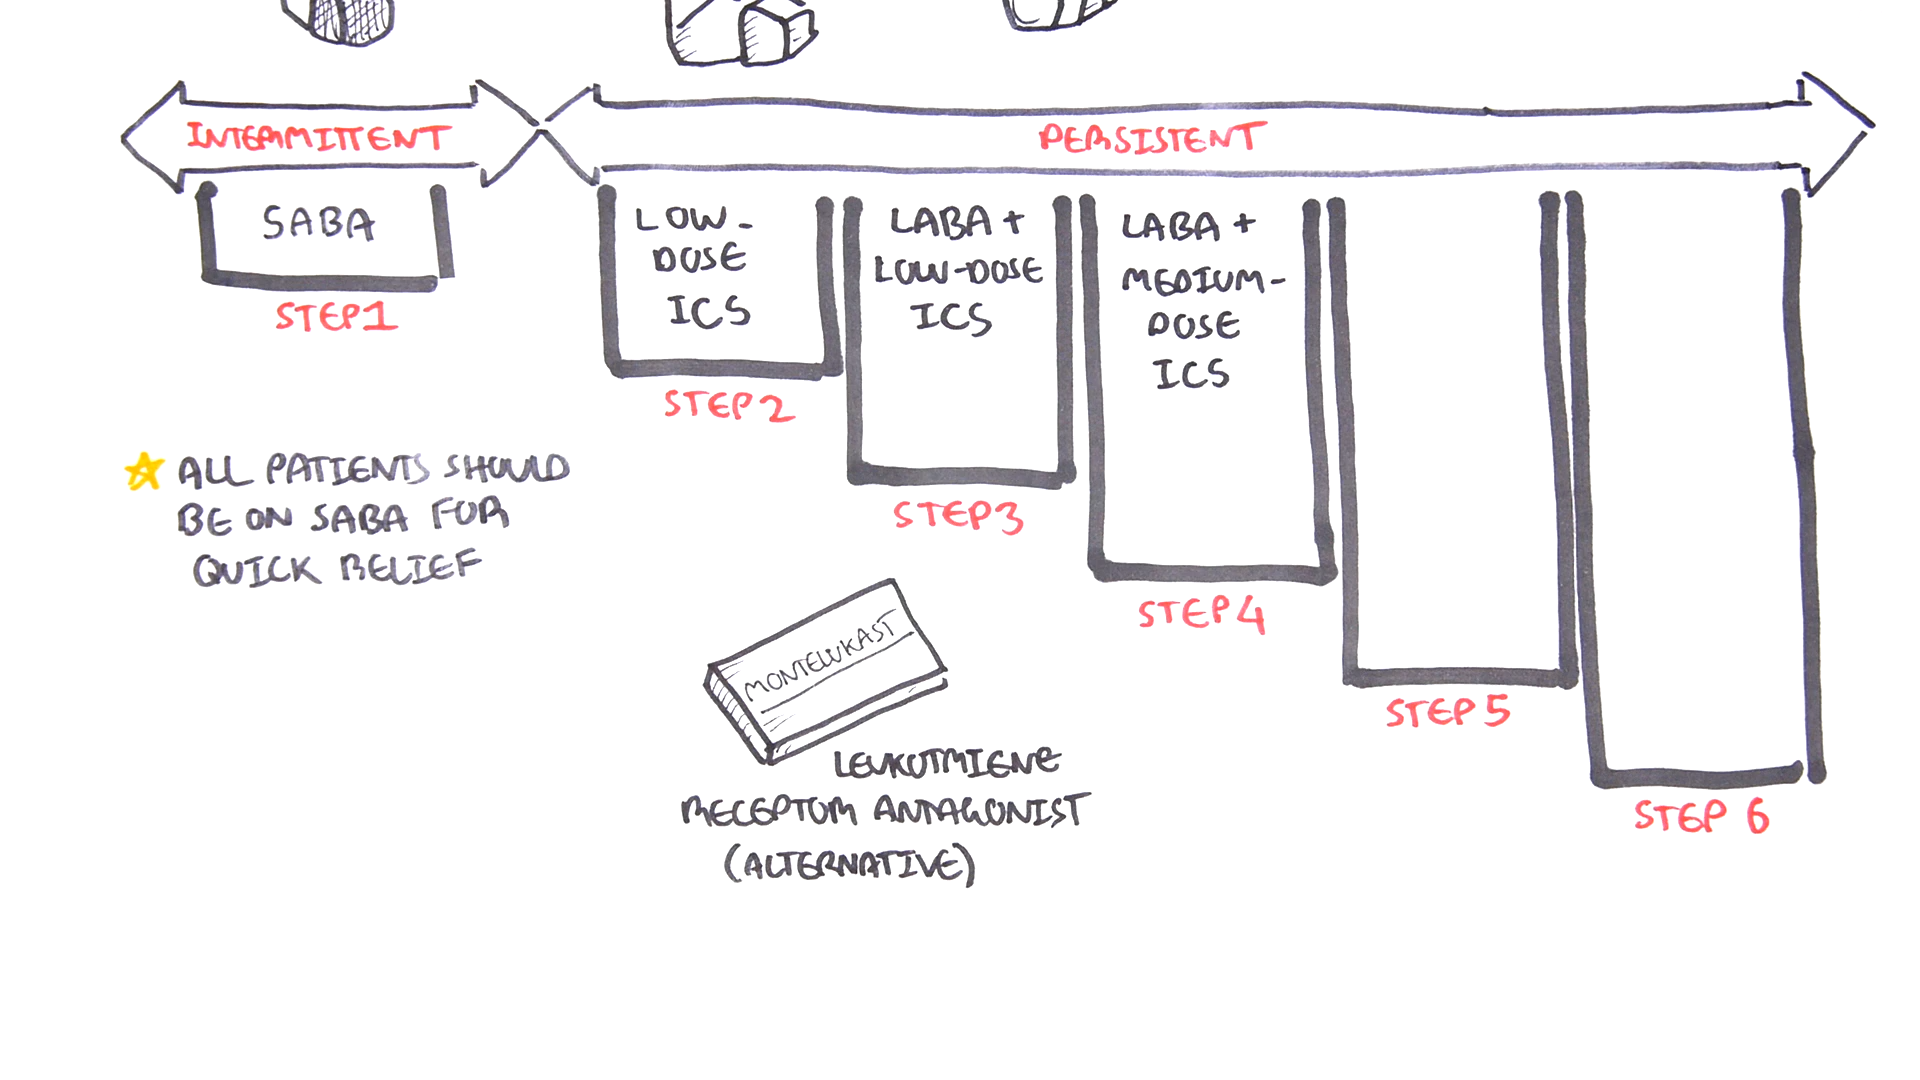 INTERMITTENT
PERSISTENT
SABA
STEP1
LOW-
DOSE
ICS
STEP2
LABA +
LOW-DOSE
ICS
STEP3
LABA +
MEDIUM-
DOSE
ICS
STEP4
STEP5
STEP 6
ALL PATIENTS SHOULD
BE ON SABA FOR
QUICK RELIEF
MONTELUKAST
LEUKOTRIENE
RECEPTOR ANTAGONIST
(ALTERNATIVE)